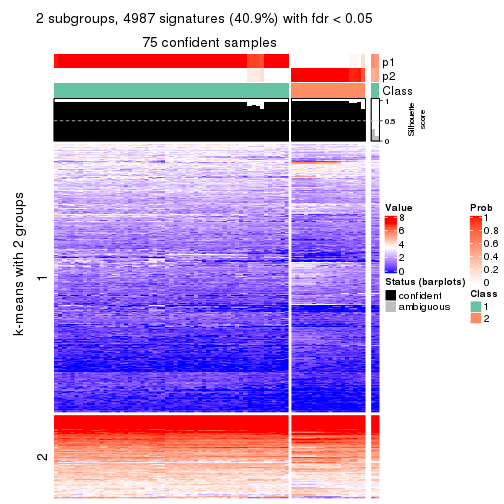 2 subgroups, 4987 signatures (40.9%) with fdr < 0.05
75 confident samples
p1
p2
Class
1
0.5
0
Silhouette
score
k-means with 2 groups
1
2
Value
8
6
4
2
0
Status (barplots)
confident
ambiguous
Prob
1
0.8
0.6
0.4
0.2
0
Class
1
2